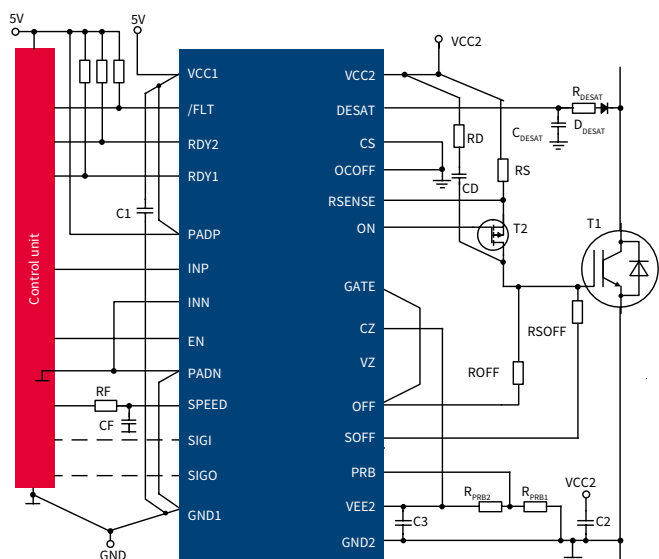 5V
5V
VCC2
Control unit
VCC1
/FLT
RDY2
RDY1
C1
PADP
INP
INN
EN
PADN
RF
SPEED
CF
SIGI
SIGO
GND1
GND
VCC2
DESAT
CS
OCOFF
RSENSE
ON
GATE
CZ
VZ
OFF
SOFF
PRB
VEE2
GND2
RDESAT
CDESAT
DDESAT
RD
CD
RS
T2
T1
RSOFF
ROFF
RPRB2
RPRB1
VCC2
C3
C2